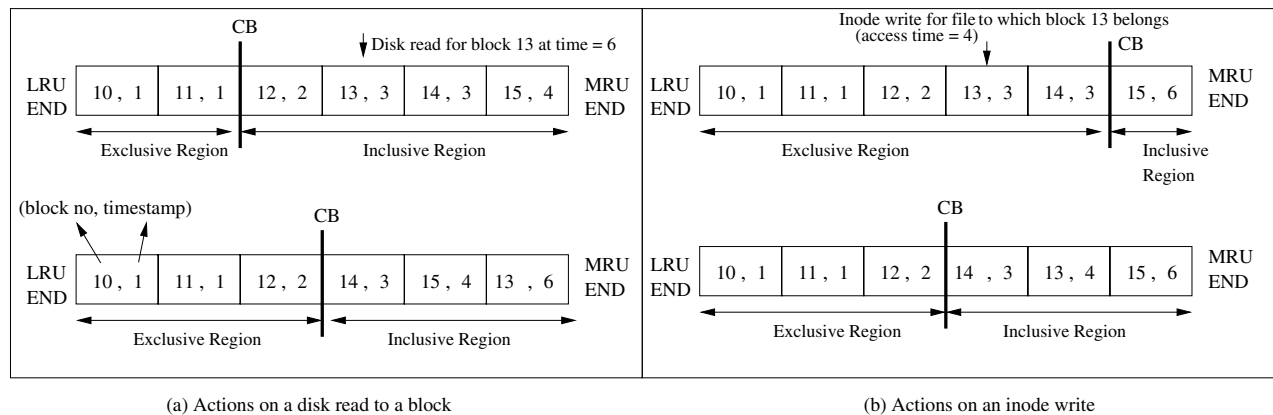 CB
Disk read for block 13 at time = 6
LRU
END
10 , 1
11 , 1
12 , 2
13 , 3
14 , 3
15 , 4
MRU
END
Exclusive Region
Inclusive Region
(block no, timestamp)
CB
LRU
END
10 , 1
11 , 1
12 , 2
14 , 3
15 , 4
13 , 6
MRU
END
Exclusive Region
Inclusive Region
(a) Actions on a disk read to a block
Inode write for file to which block 13 belongs
(access time = 4)
CB
LRU
END
10 , 1
11 , 1
12 , 2
13 , 3
14 , 3
15 , 6
MRU
END
Exclusive Region
Inclusive
Region
CB
LRU
END
10 , 1
11 , 1
12 , 2
14 , 3
13 , 4
15 , 6
MRU
END
Exclusive Region
Inclusive Region
(b) Actions on an inode write